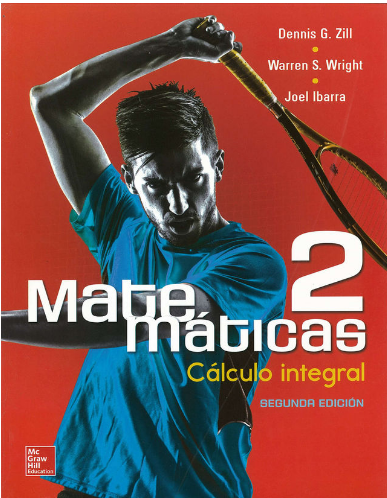 Dennis G. Zill
Warren S. Wright
Joel Ibarra
2
Mate
máticas
Cálculo integral
SEGUNDA EDICIÓN
Mc
Graw
Hill
Education